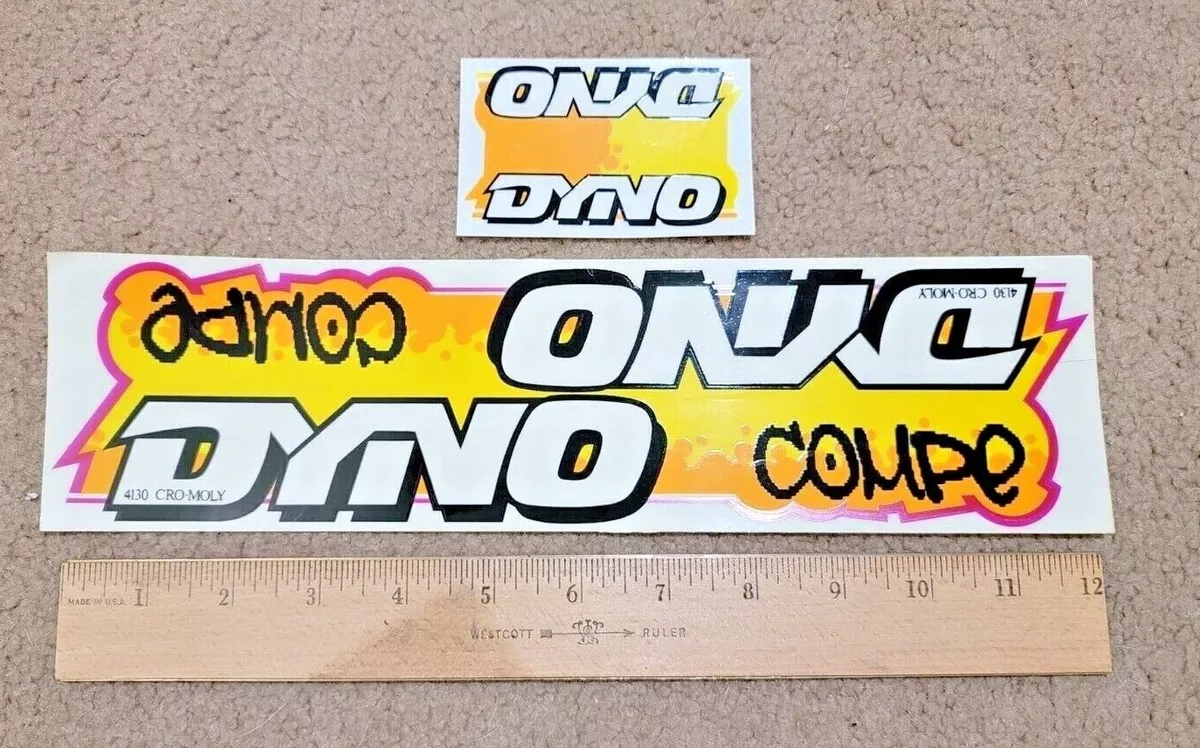 DYNO
DYNO
COMPE
DYNO
4130 CRO-MOLY
DYNO
4130 CRO-MOLY
COMPe
MADE IN U.S.A.
1 2 3 4 5 6 7 8 9 10 11 12
WESTCOTT RULER